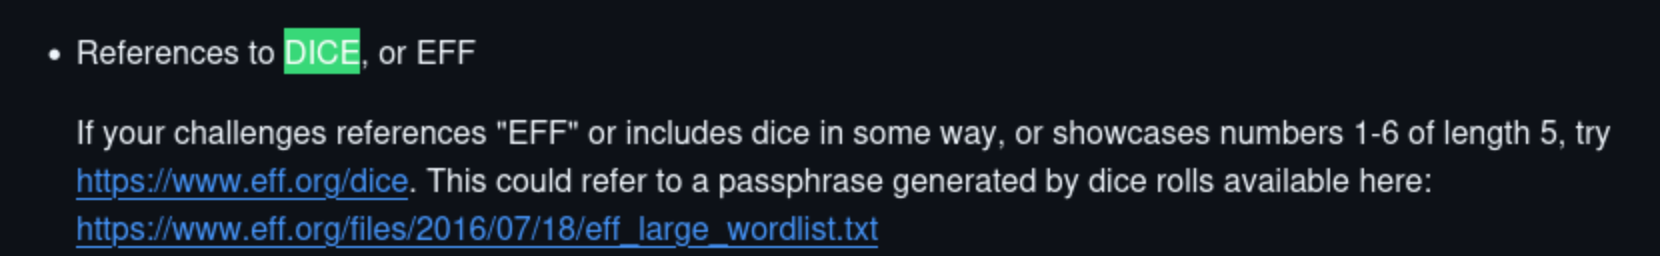 • References to DICE, or EFF
If your challenges references "EFF" or includes dice in some way, or showcases numbers 1-6 of length 5, try
https://www.eff.org/dice. This could refer to a passphrase generated by dice rolls available here:
https://www.eff.org/files/2016/07/18/eff_large_wordlist.txt